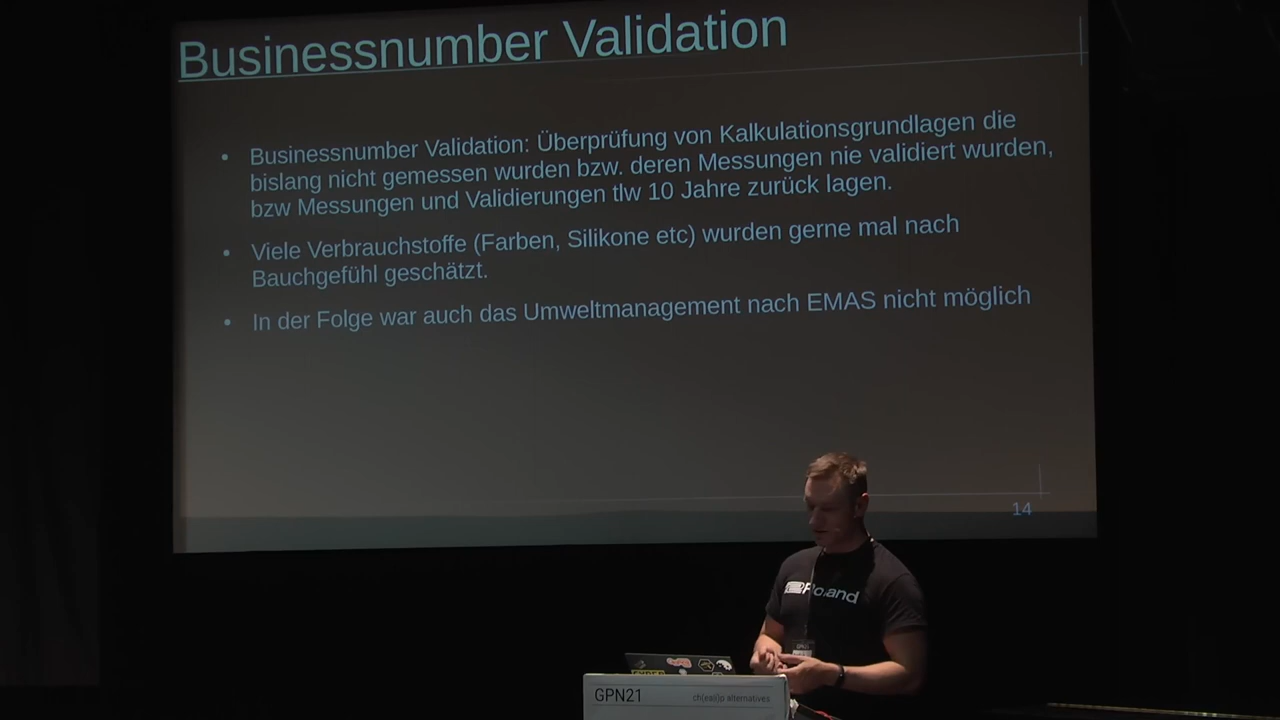 Businessnumber Validation
• Businessnumber Validation: Überprüfung von Kalkulationsgrundlagen die
bislang nicht gemessen wurden bzw. deren Messungen nie validiert wurden,
bzw Messungen und Validierungen tlw 10 Jahre zurück lagen.
• Viele Verbrauchstoffe (Farben, Silikone etc) wurden gerne mal nach
Bauchgefühl geschätzt.
• In der Folge war auch das Umweltmanagement nach EMAS nicht möglich
14
Roland
GPN21
ch(ea)i)p alternatives